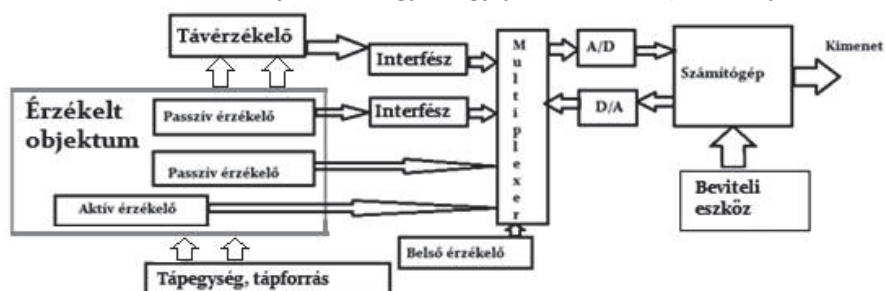 Távérzékelő
Interfész
Multiplexer
A/D
Számítógép
Kimenet
Érzékelt
objektum
Passzív érzékelő
Interfész
D/A
Passzív érzékelő
Aktív érzékelő
Beviteli
eszköz
Belső érzékelő
Tápegység, tápforrás